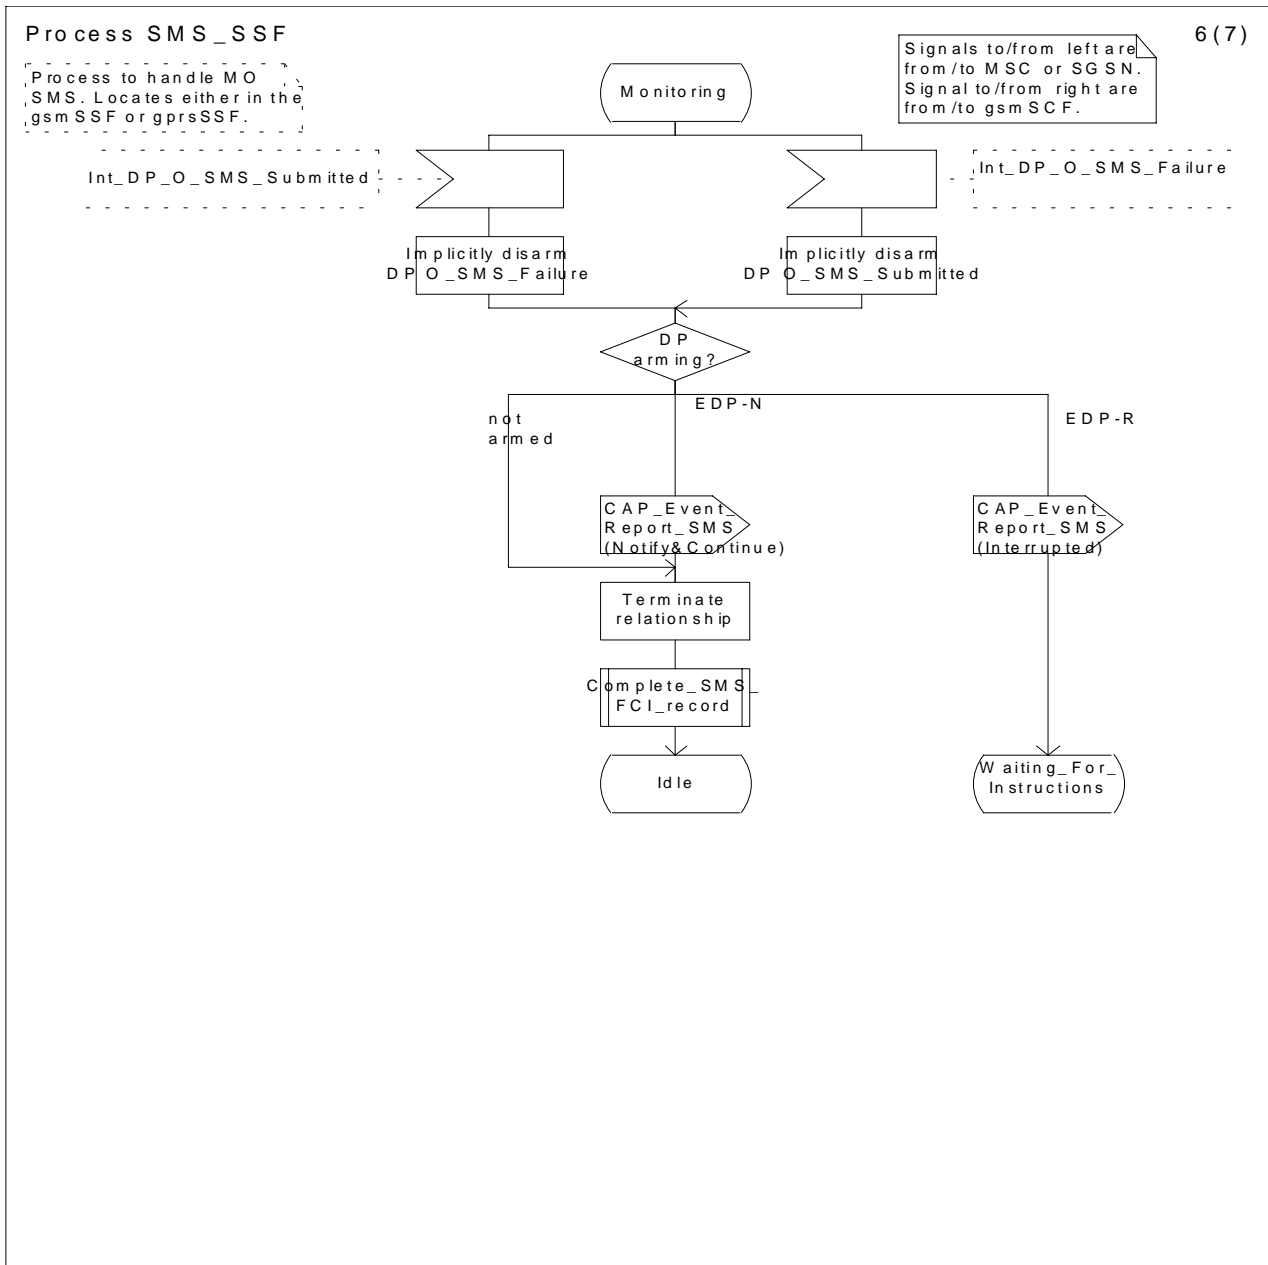 Process SMS_SSF
6(7)
Process to handle MO
SMS. Locates either in the
gsmSSF or gprsSSF.
Signals to/from left are
from/to MSC or SGSN.
Signal to/from right are
from/to gsmSCF.
Monitoring
Int_DP_O_SMS_Submitted
Int_DP_O_SMS_Failure
Implicitly disarm
DP O_SMS_Failure
Implicitly disarm
DP O_SMS_Submitted
DP
arming?
not
armed
EDP-N
EDP-R
CAP_Event_
Report_SMS
(Notify&Continue)
CAP_Event_
Report_SMS
(Interrupted)
Terminate
relationship
Complete_SMS_
FCI_record
Idle
Waiting_For_
Instructions